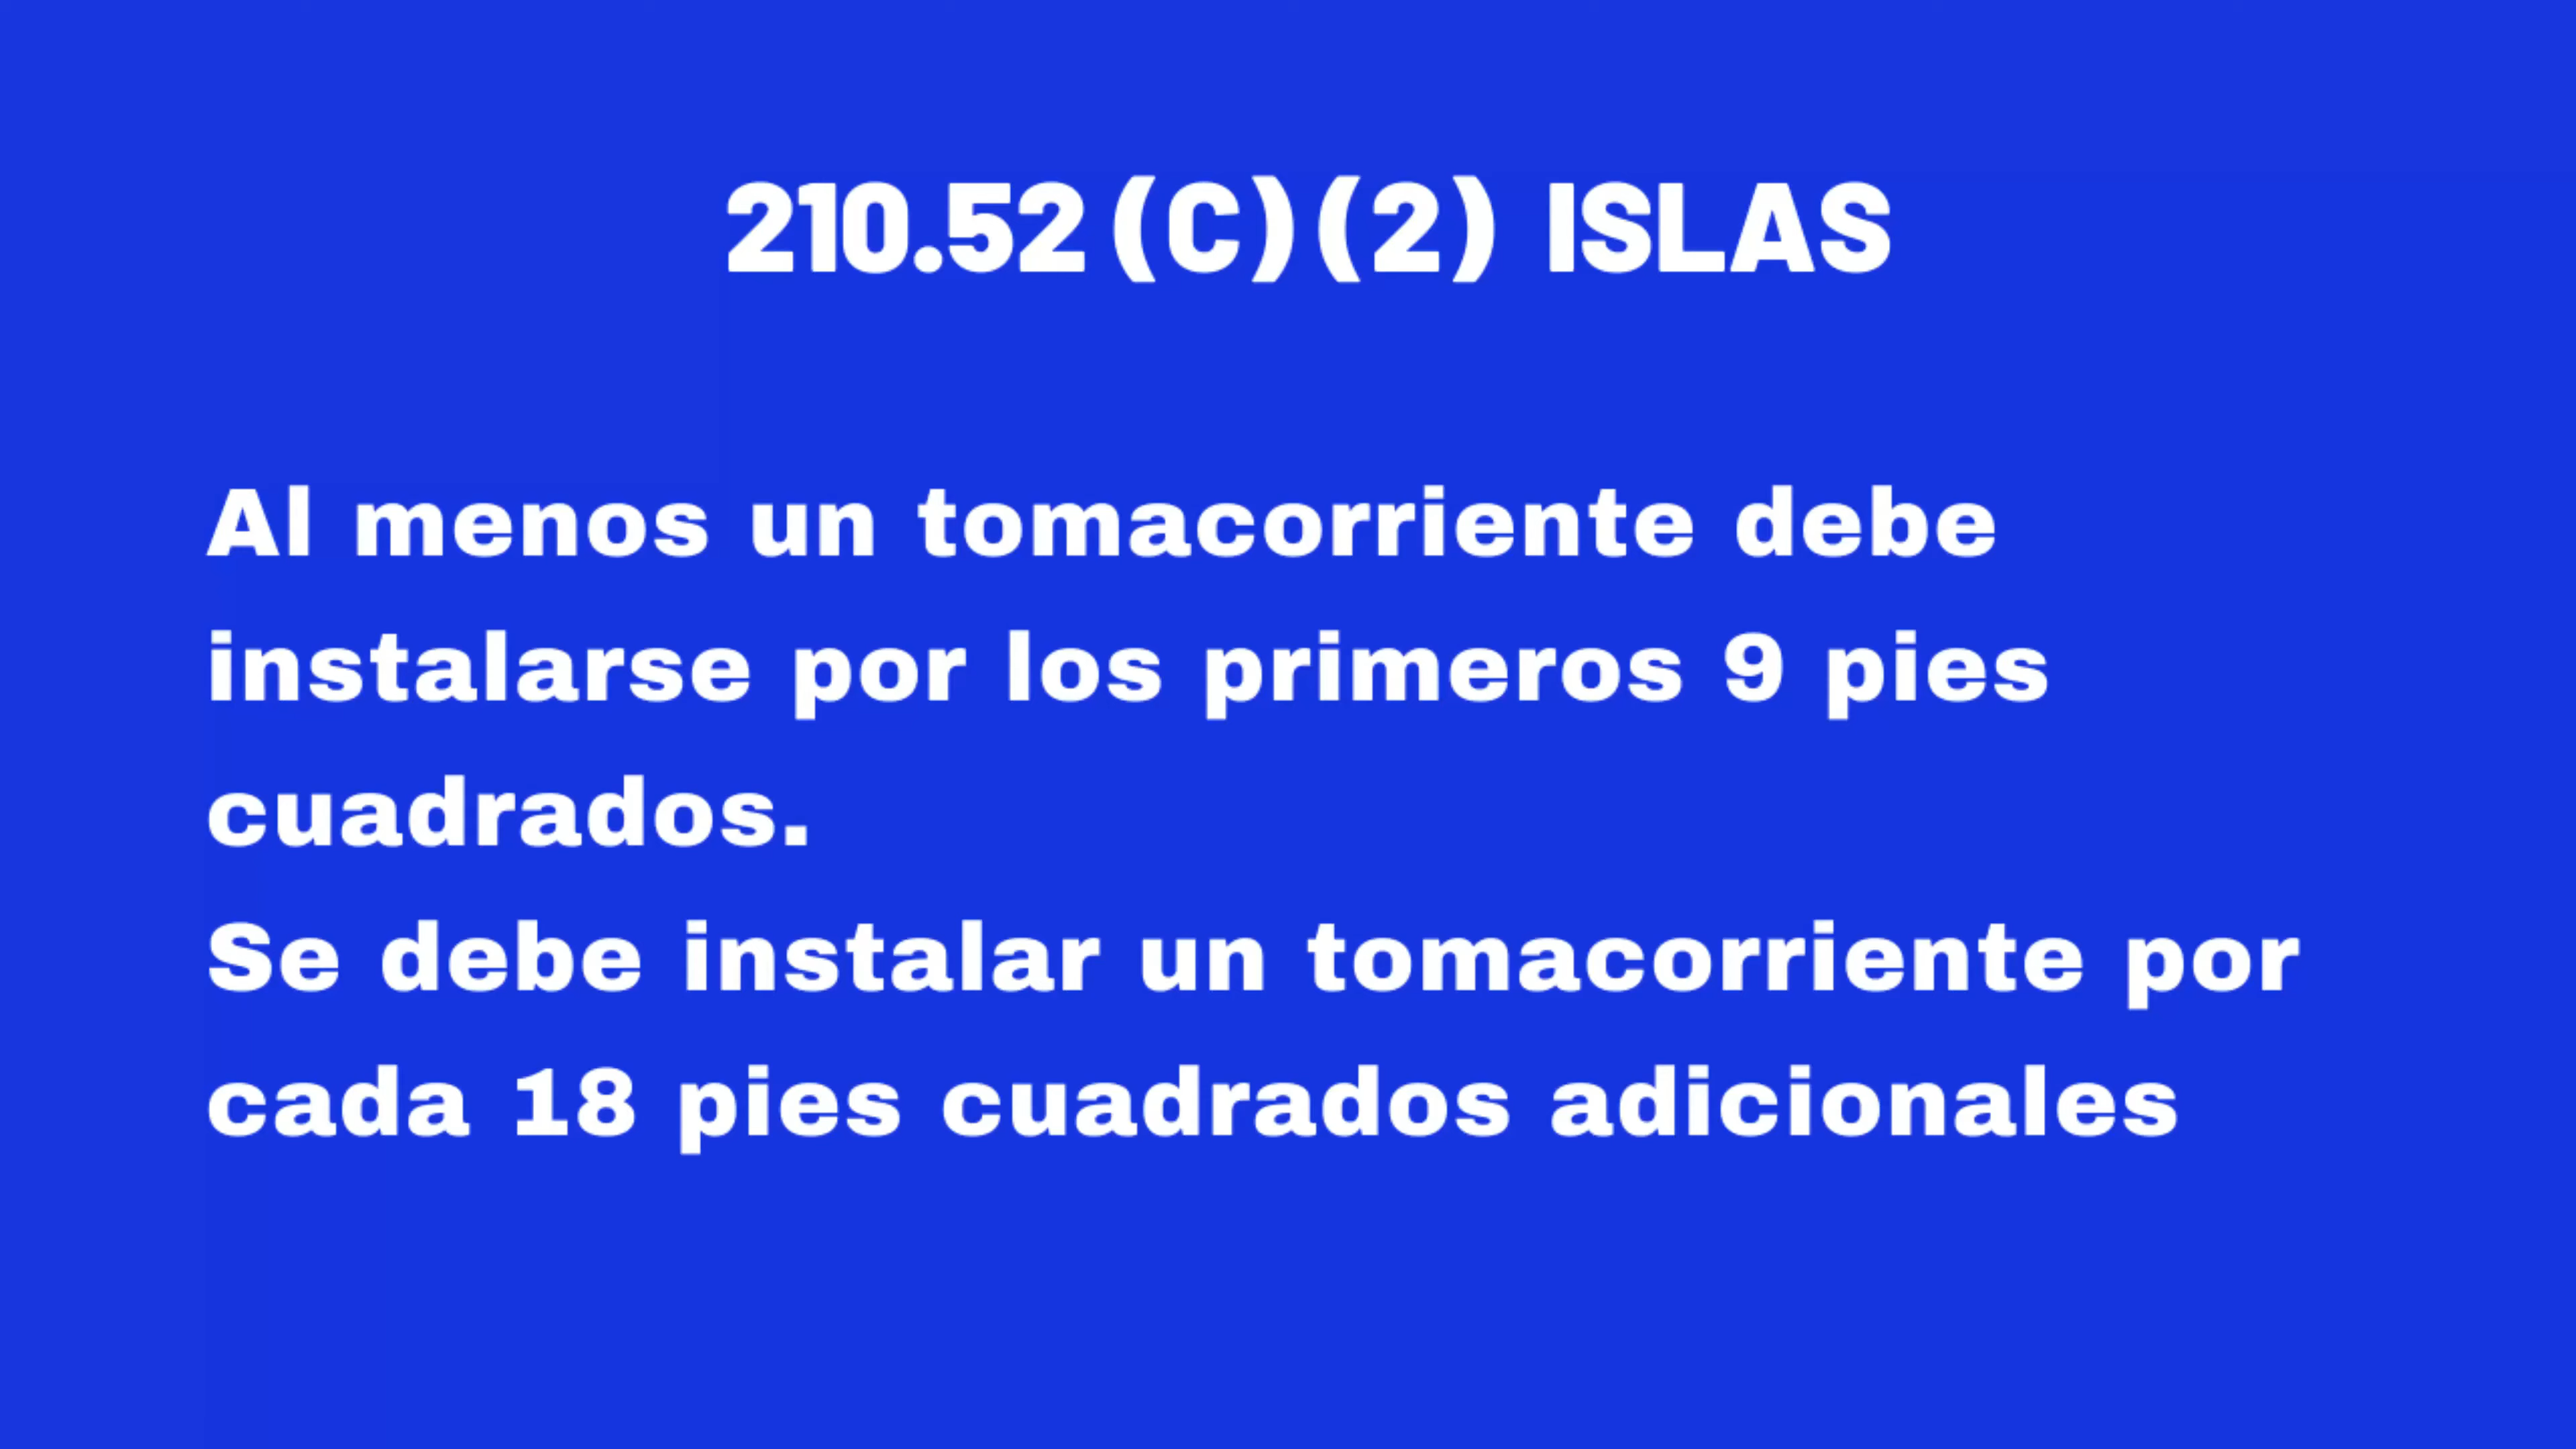 210.52 (C) (2) ISLAS
Al menos un tomacorriente debe
instalarse por los primeros 9 pies
cuadrados.
Se debe instalar un tomacorriente por
cada 18 pies cuadrados adicionales